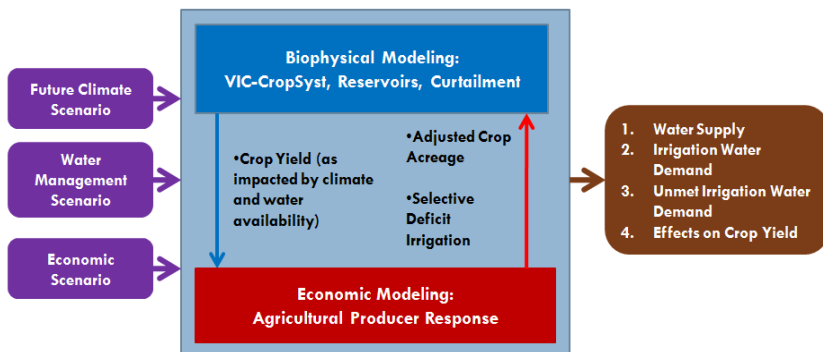 Future Climate
Scenario
Water
Management
Scenario
Economic
Scenario
Biophysical Modeling:
VIC-CropSyst, Reservoirs, Curtailment
•Crop Yield (as
impacted by climate
and water
availability)
•Adjusted Crop
Acreage
•Selective
Deficit
Irrigation
Economic Modeling:
Agricultural Producer Response
1. Water Supply
2. Irrigation Water
Demand
3. Unmet Irrigation Water
Demand
4. Effects on Crop Yield